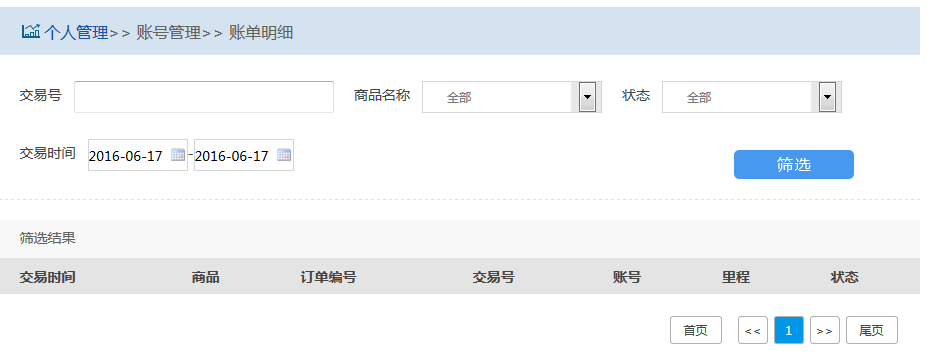 个人管理>> 账号管理>> 账单明细
交易号 商品名称 全部 状态 全部
交易时间 2016-06-17 - 2016-06-17 筛选
筛选结果
交易时间 商品 订单编号 交易号 账号 里程 状态
首页 << 1 >> 尾页